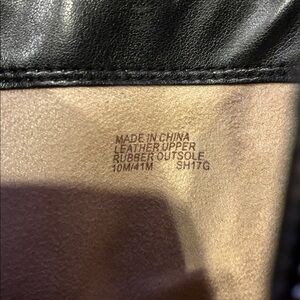 MADE IN CHINA
LEATHER UPPER
RUBBER OUTSOLE
10M/41M SH17G